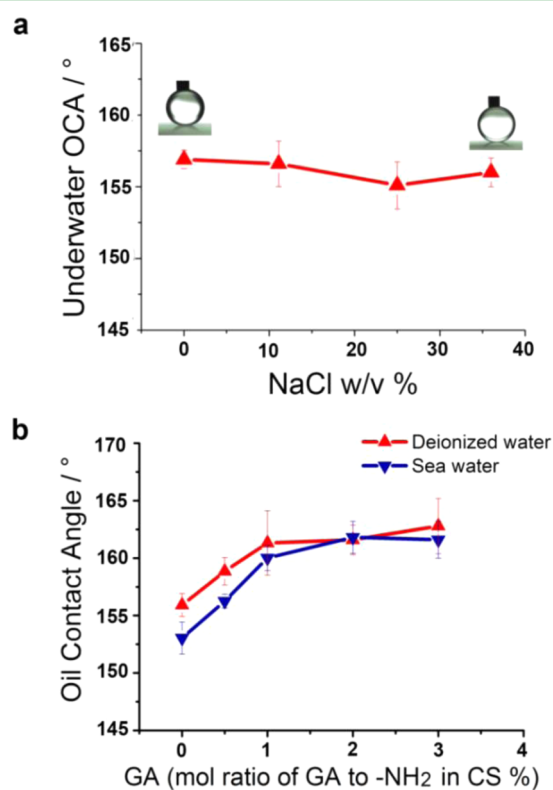 a
165
160
155
150
145
Underwater OCA / °
0 10 20 30 40
NaCl w/v %
b
170
165
160
155
150
145
Oil Contact Angle / °
Deionized water
Sea water
0 1 2 3 4
GA (mol ratio of GA to -NH2 in CS %)